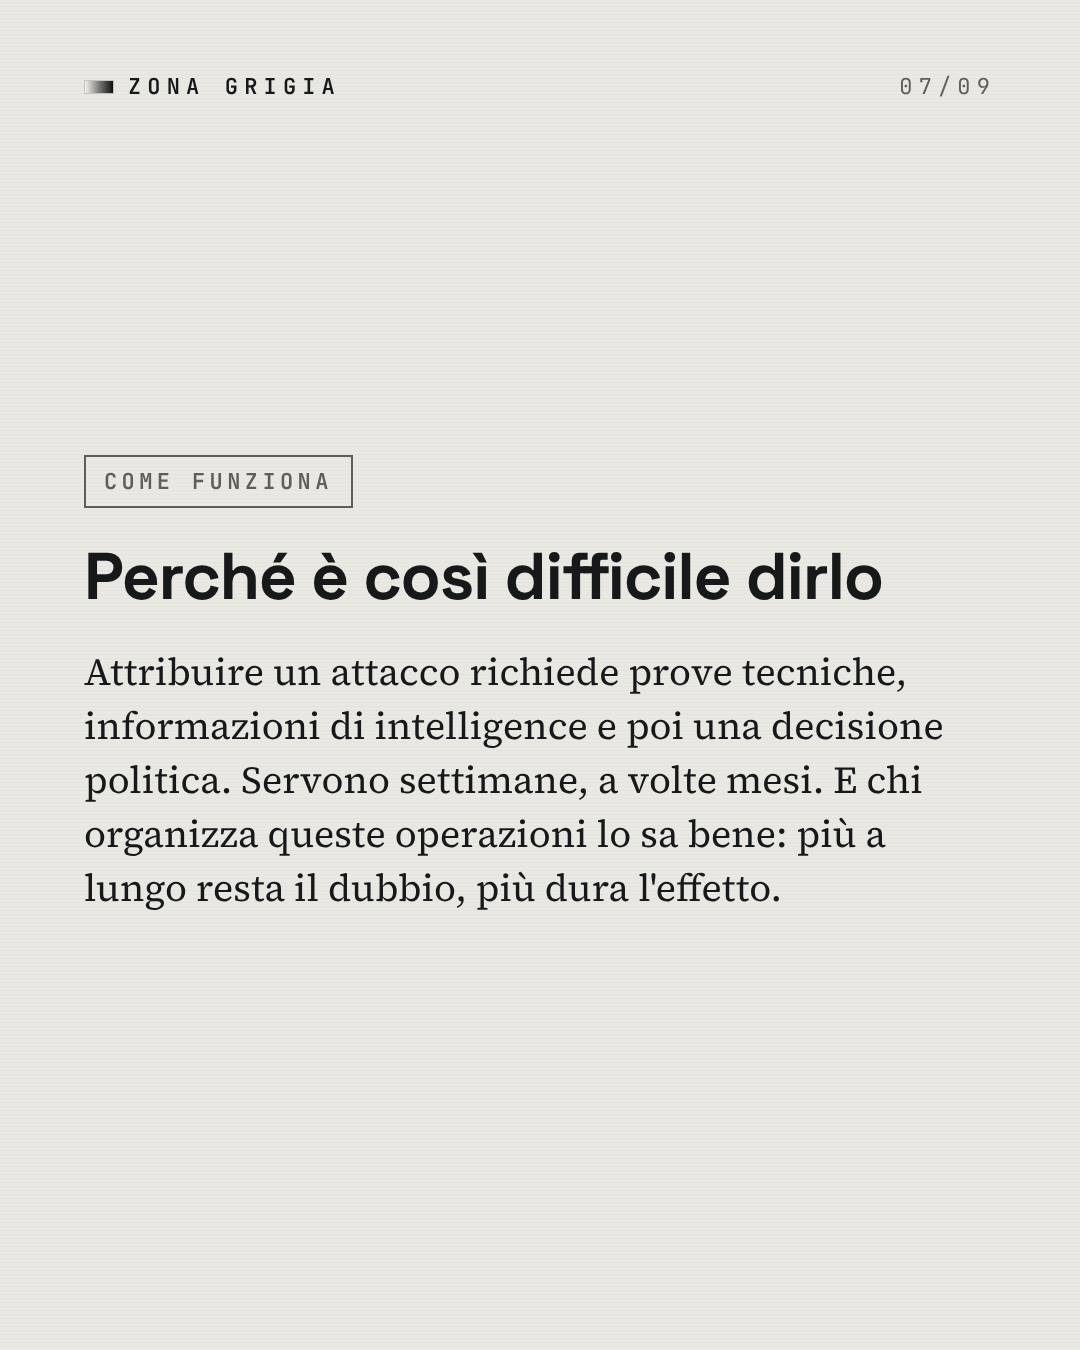 ZONA GRIGIA
07/09
COME FUNZIONA
Perché è così difficile dirlo
Attribuire un attacco richiede prove tecniche,
informazioni di intelligence e poi una decisione
politica. Servono settimane, a volte mesi. E chi
organizza queste operazioni lo sa bene: più a
lungo resta il dubbio, più dura l'effetto.